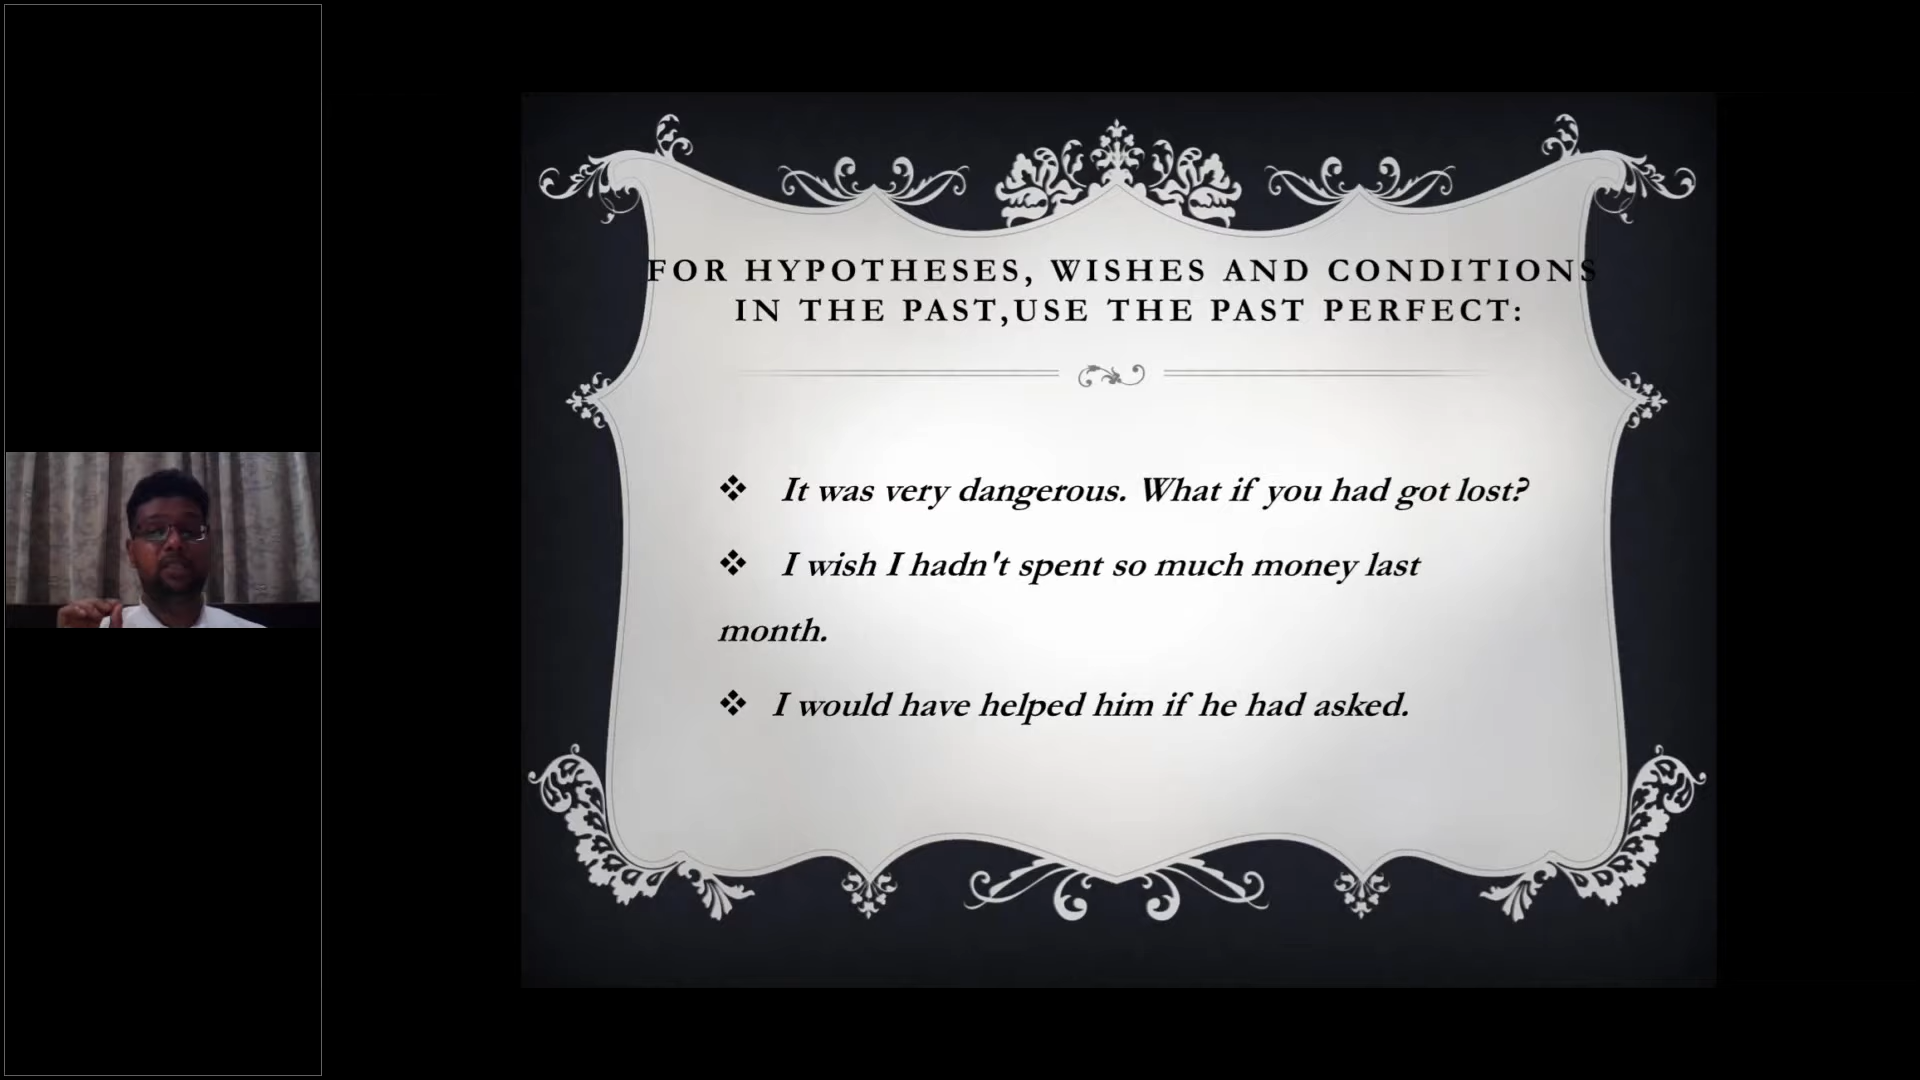 FOR HYPOTHESES, WISHES AND CONDITIONS
IN THE PAST,USE THE PAST PERFECT:
❖ It was very dangerous. What if you had got lost?
❖ I wish I hadn't spent so much money last
month.
❖ I would have helped him if he had asked.